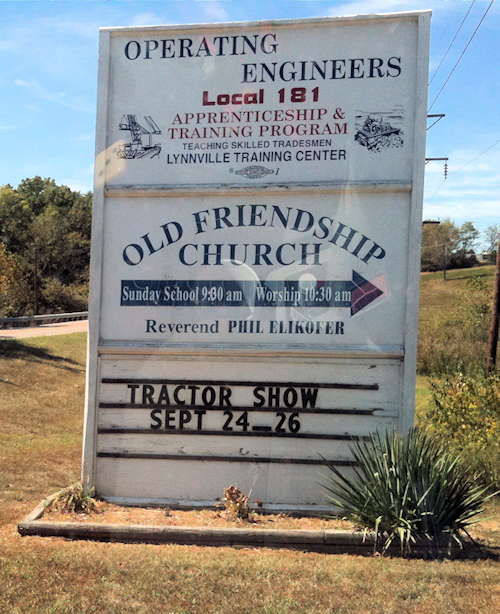 OPERATING
ENGINEERS
Local 181
APPRENTICESHIP &
TRAINING PROGRAM
TEACHING SKILLED TRADESMEN
LYNNVILLE TRAINING CENTER
OLD FRIENDSHIP
CHURCH
Sunday School 9:30 am Worship 10:30 am
Reverend PHIL ELIKOFER
TRACTOR SHOW
SEPT 24-26